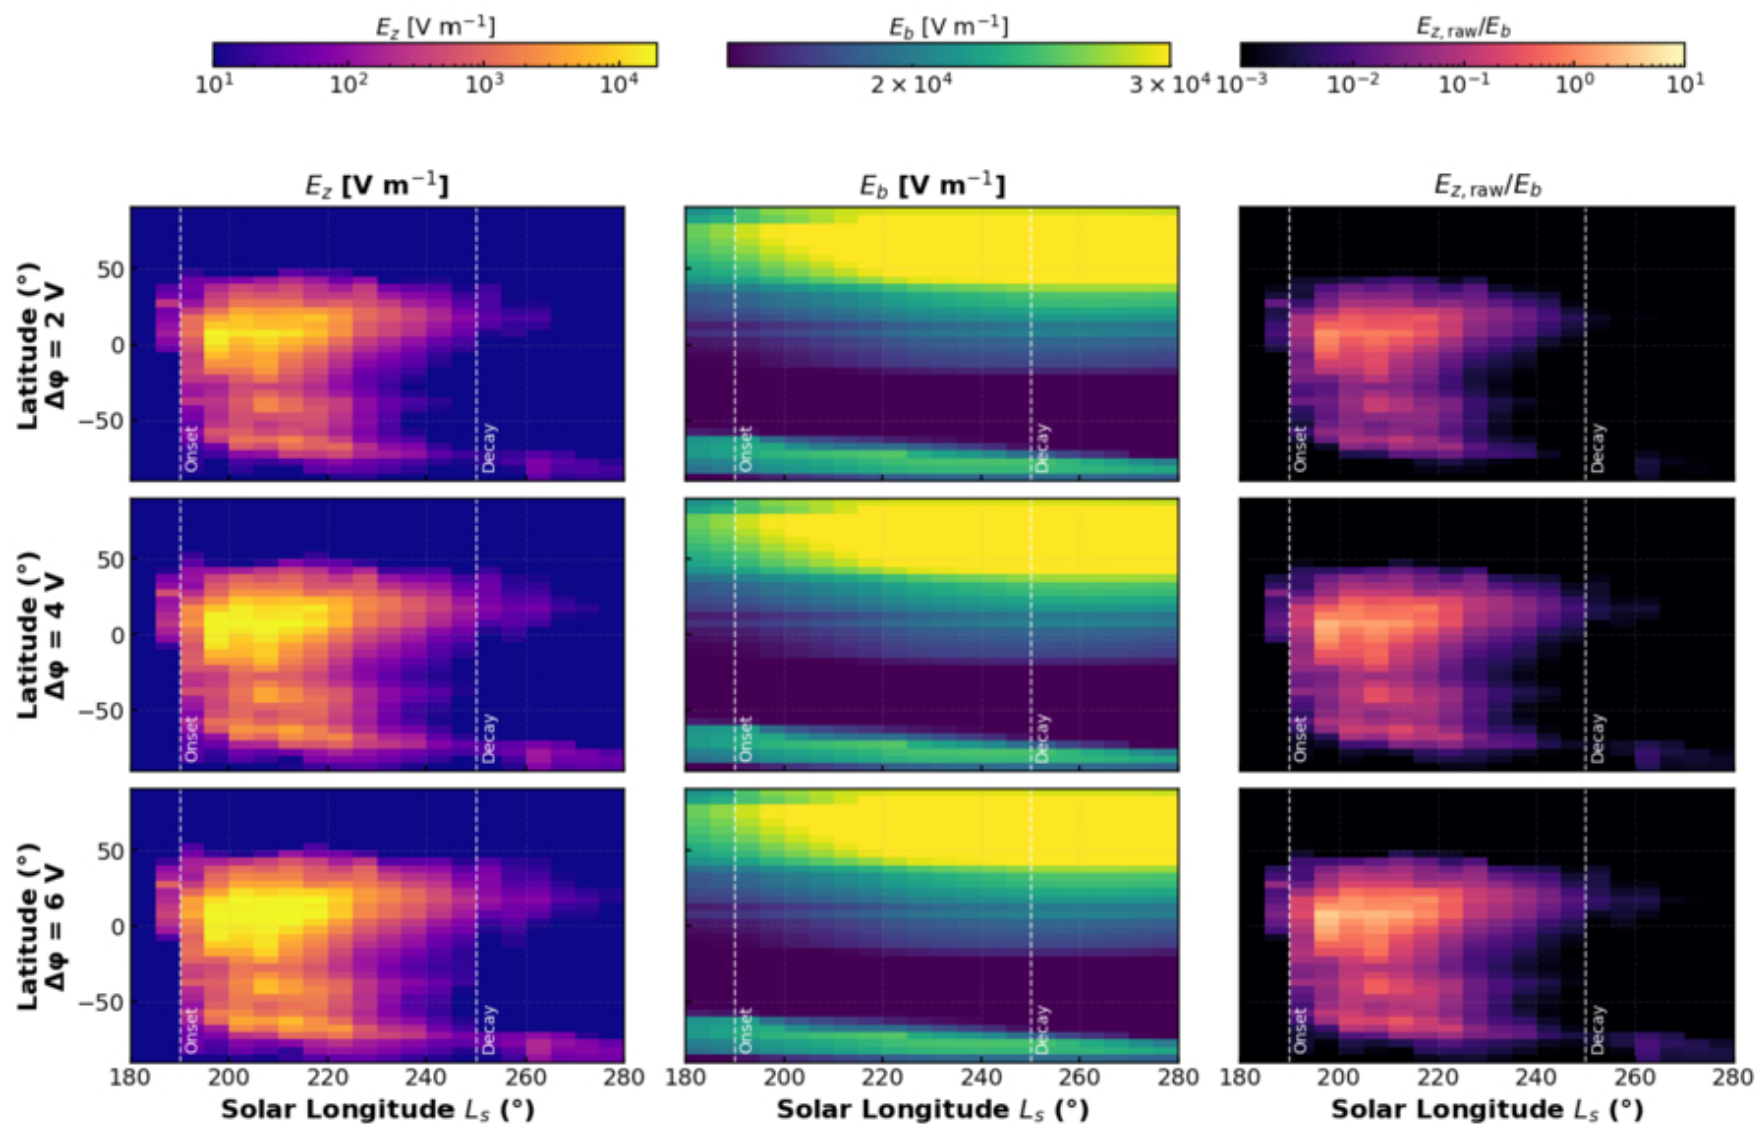 E_z [V m⁻¹] E_b [V m⁻¹] E_z,raw/E_b
10¹ 10² 10³ 10⁴ 2 × 10⁴ 3 × 10⁴ 10⁻³ 10⁻² 10⁻¹ 10⁰ 10¹
E_z [V m⁻¹] E_b [V m⁻¹] E_z,raw/E_b
Latitude (°)
Δφ = 2 V
50
0
−50
Onset Decay Onset Decay Onset Decay
Latitude (°)
Δφ = 4 V
50
0
−50
Onset Decay Onset Decay Onset Decay
Latitude (°)
Δφ = 6 V
50
0
−50
Onset Decay Onset Decay Onset Decay
180 200 220 240 260 280 180 200 220 240 260 280 180 200 220 240 260 280
Solar Longitude L_s (°) Solar Longitude L_s (°) Solar Longitude L_s (°)